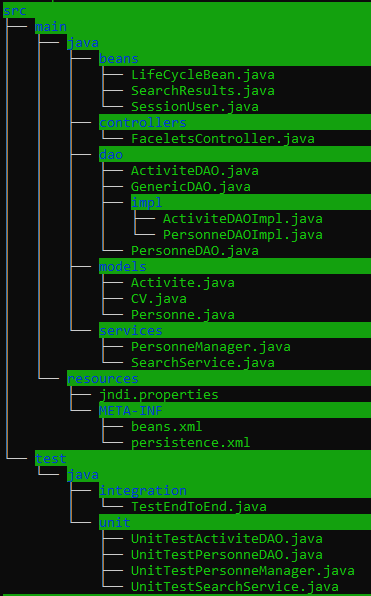 src
├── main
│   ├── java
│   │   ├── beans
│   │   │   ├── LifeCycleBean.java
│   │   │   ├── SearchResults.java
│   │   │   └── SessionUser.java
│   │   ├── controllers
│   │   │   └── FaceletsController.java
│   │   ├── dao
│   │   │   ├── ActiviteDAO.java
│   │   │   ├── GenericDAO.java
│   │   │   ├── impl
│   │   │   │   ├── ActiviteDAOImpl.java
│   │   │   │   └── PersonneDAOImpl.java
│   │   │   └── PersonneDAO.java
│   │   ├── models
│   │   │   ├── Activite.java
│   │   │   ├── CV.java
│   │   │   └── Personne.java
│   │   └── services
│   │       ├── PersonneManager.java
│   │       └── SearchService.java
│   └── resources
│       ├── jndi.properties
│       └── META-INF
│           ├── beans.xml
│           └── persistence.xml
└── test
    └── java
        ├── integration
        │   └── TestEndToEnd.java
        └── unit
            ├── UnitTestActiviteDAO.java
            ├── UnitTestPersonneDAO.java
            ├── UnitTestPersonneManager.java
            └── UnitTestSearchService.java